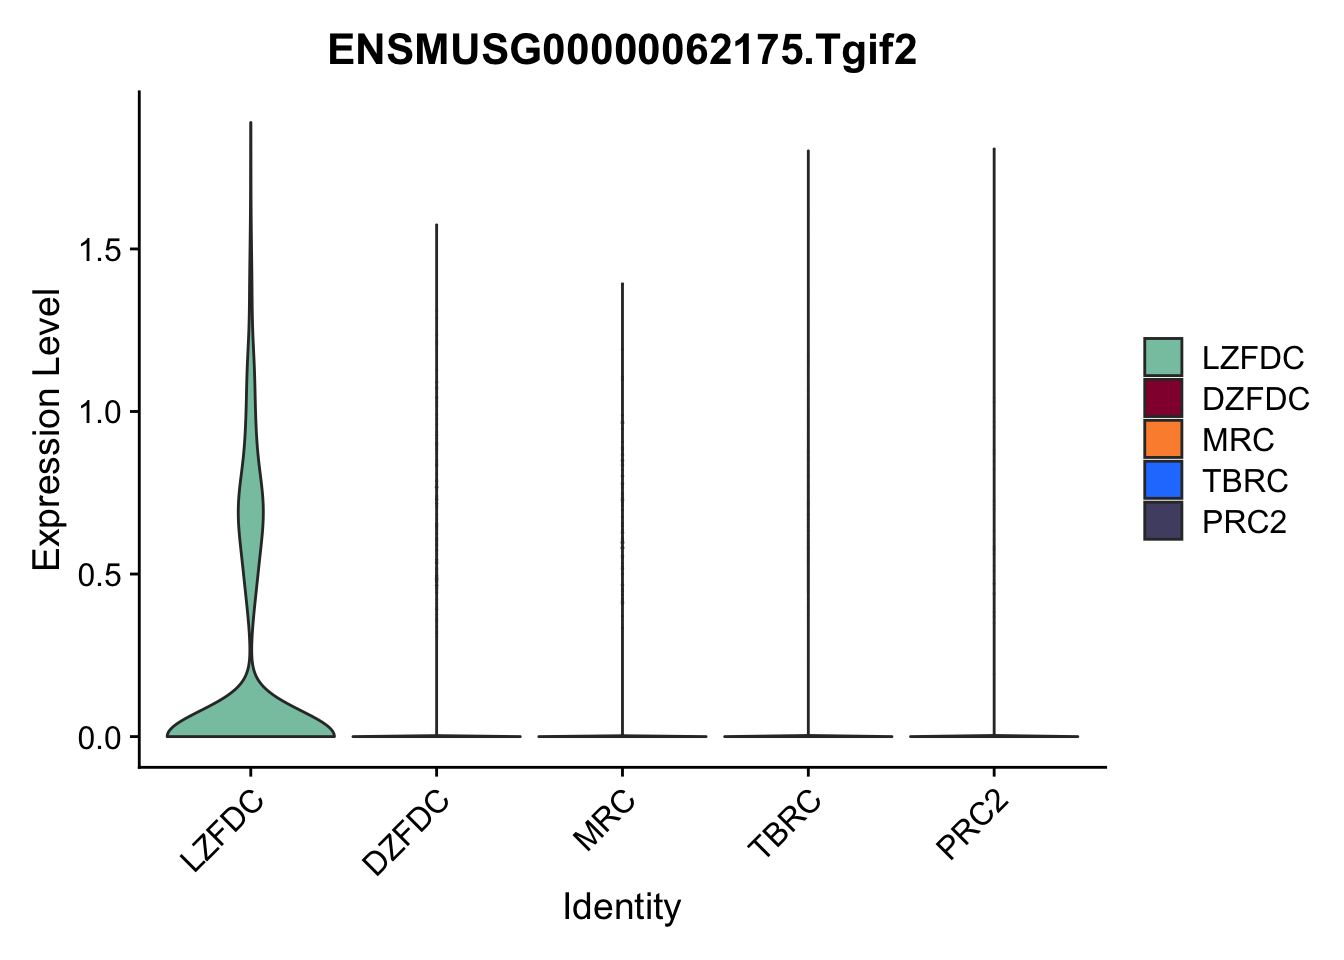 ENSMUSG00000062175.Tgif2
Expression Level
1.5
1.0
0.5
0.0
LZFDC
DZFDC
MRC
TBRC
PRC2
Identity
LZFDC
DZFDC
MRC
TBRC
PRC2